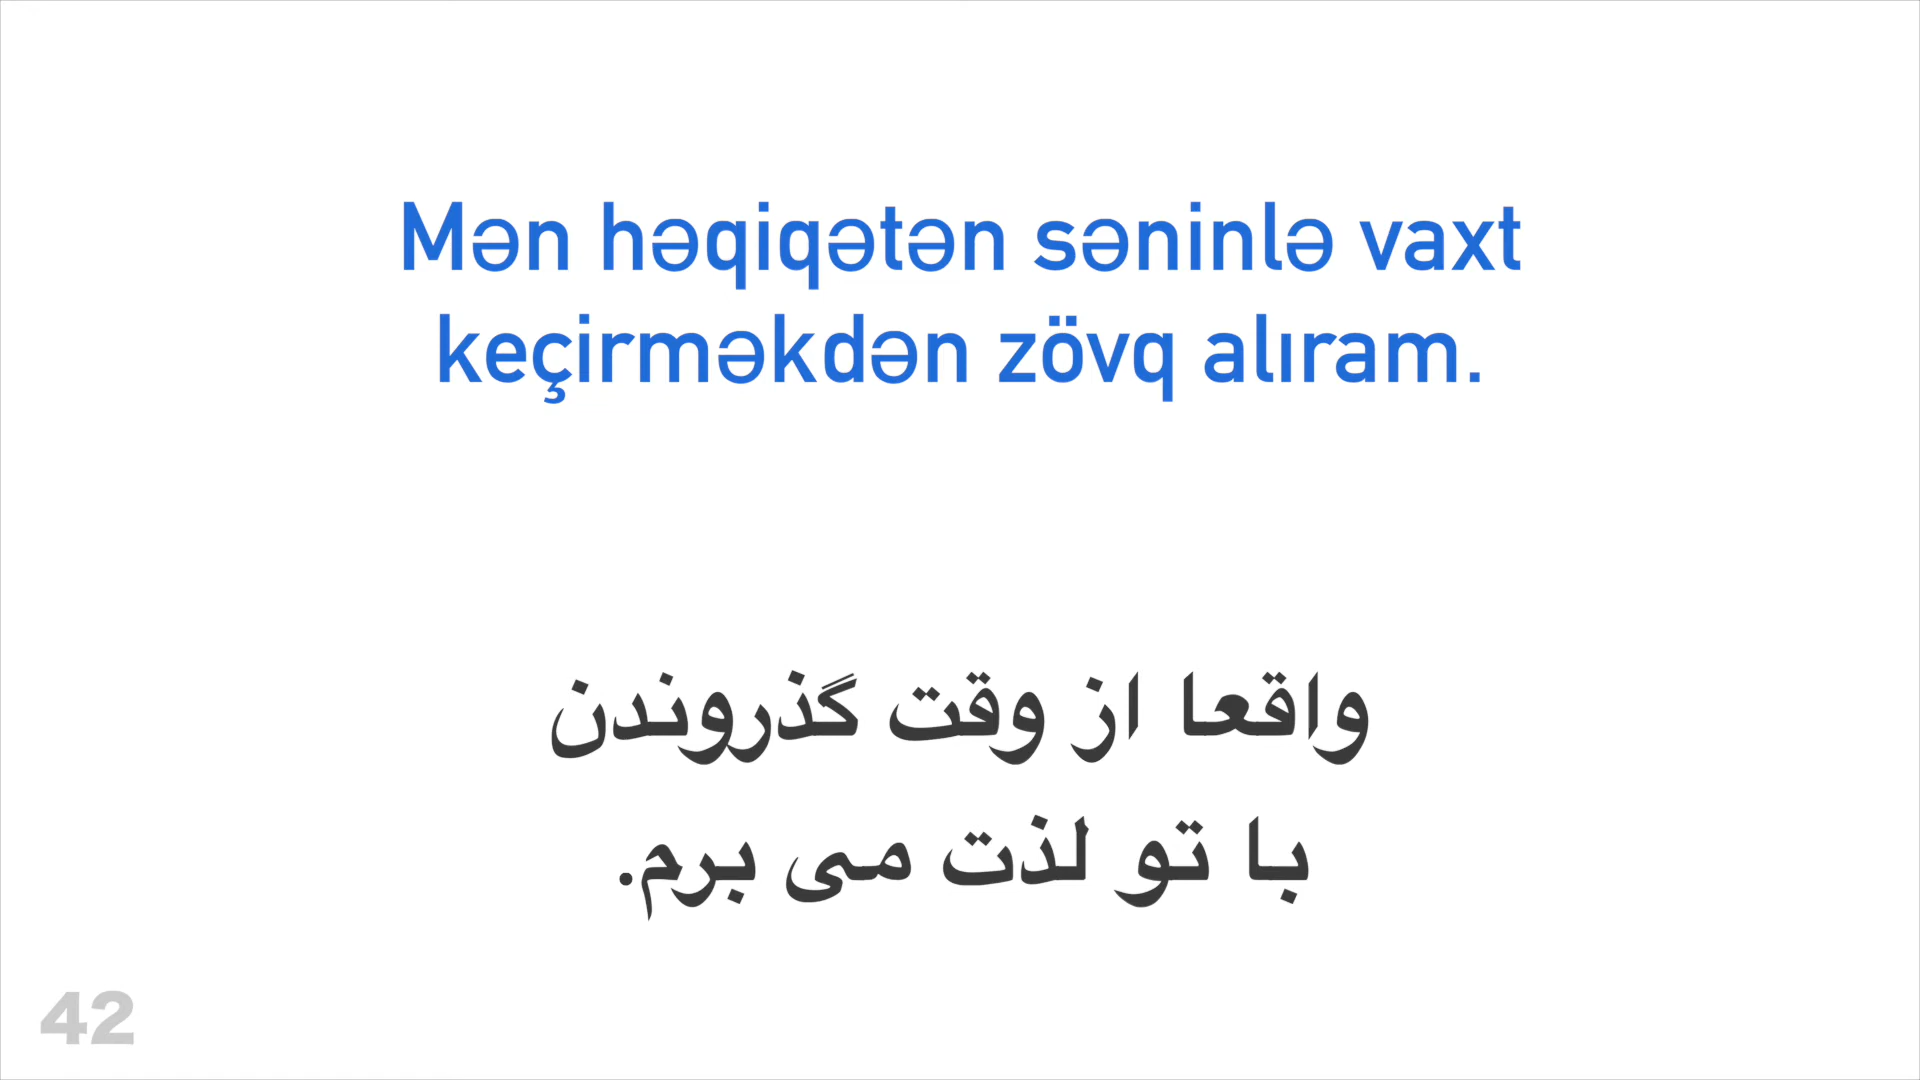 Mən həqiqətən səninlə vaxt
keçirməkdən zövq alıram.
واقعا از وقت گذروندن
با تو لذت می برم.
42